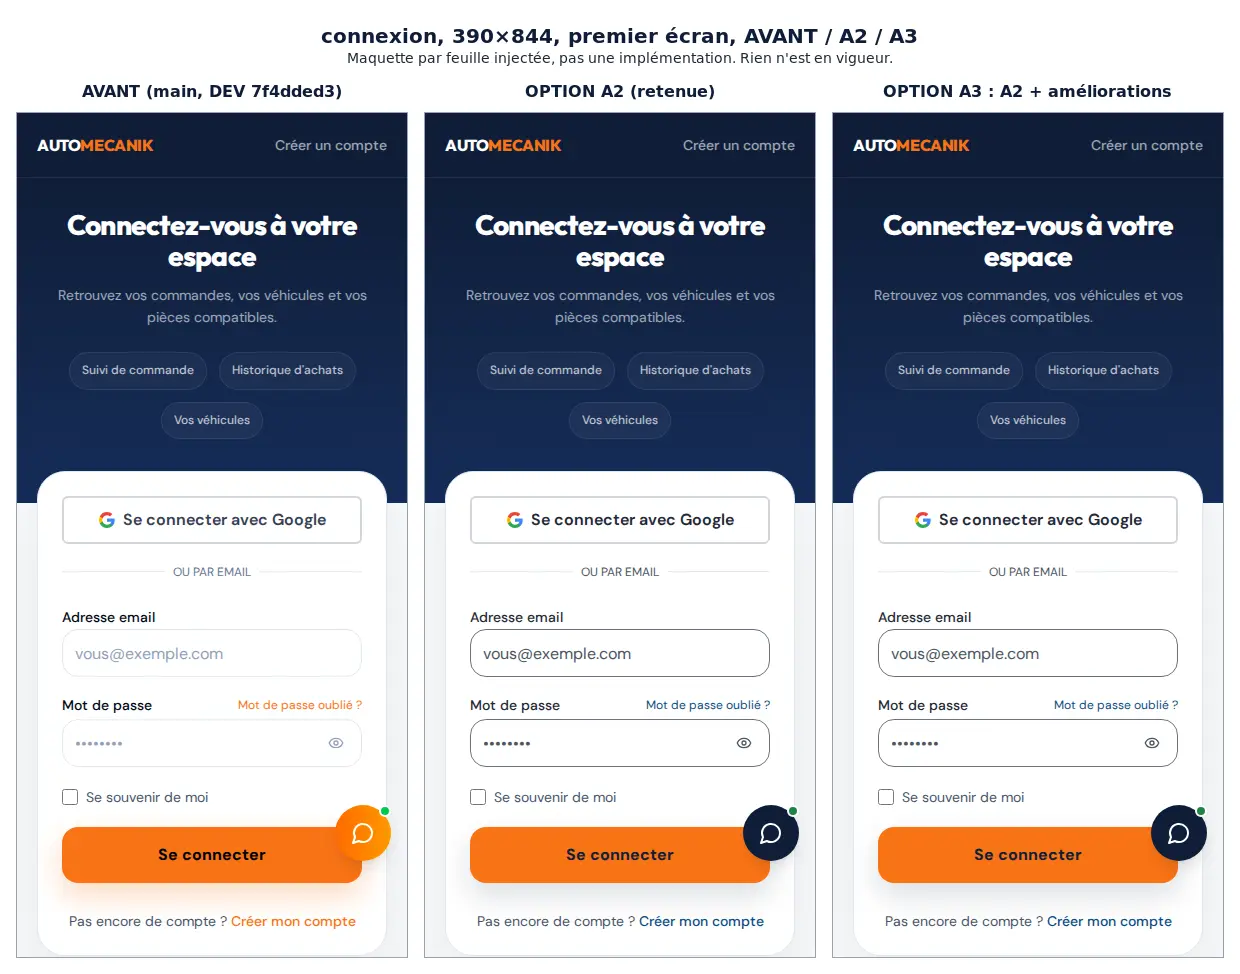 connexion, 390×844, premier écran, AVANT / A2 / A3
Maquette par feuille injectée, pas une implémentation. Rien n'est en vigueur.
AVANT (main, DEV 7f4dded3)
AUTOMECANIK
Créer un compte
Connectez-vous à votre
espace
Retrouvez vos commandes, vos véhicules et vos
pièces compatibles.
Suivi de commande
Historique d'achats
Vos véhicules
Se connecter avec Google
OU PAR EMAIL
Adresse email
vous@exemple.com
Mot de passe
Mot de passe oublié ?
••••••••
Se souvenir de moi
Se connecter
Pas encore de compte ? Créer mon compte
OPTION A2 (retenue)
AUTOMECANIK
Créer un compte
Connectez-vous à votre
espace
Retrouvez vos commandes, vos véhicules et vos
pièces compatibles.
Suivi de commande
Historique d'achats
Vos véhicules
Se connecter avec Google
OU PAR EMAIL
Adresse email
vous@exemple.com
Mot de passe
Mot de passe oublié ?
••••••••
Se souvenir de moi
Se connecter
Pas encore de compte ? Créer mon compte
OPTION A3 : A2 + améliorations
AUTOMECANIK
Créer un compte
Connectez-vous à votre
espace
Retrouvez vos commandes, vos véhicules et vos
pièces compatibles.
Suivi de commande
Historique d'achats
Vos véhicules
Se connecter avec Google
OU PAR EMAIL
Adresse email
vous@exemple.com
Mot de passe
Mot de passe oublié ?
••••••••
Se souvenir de moi
Se connecter
Pas encore de compte ? Créer mon compte